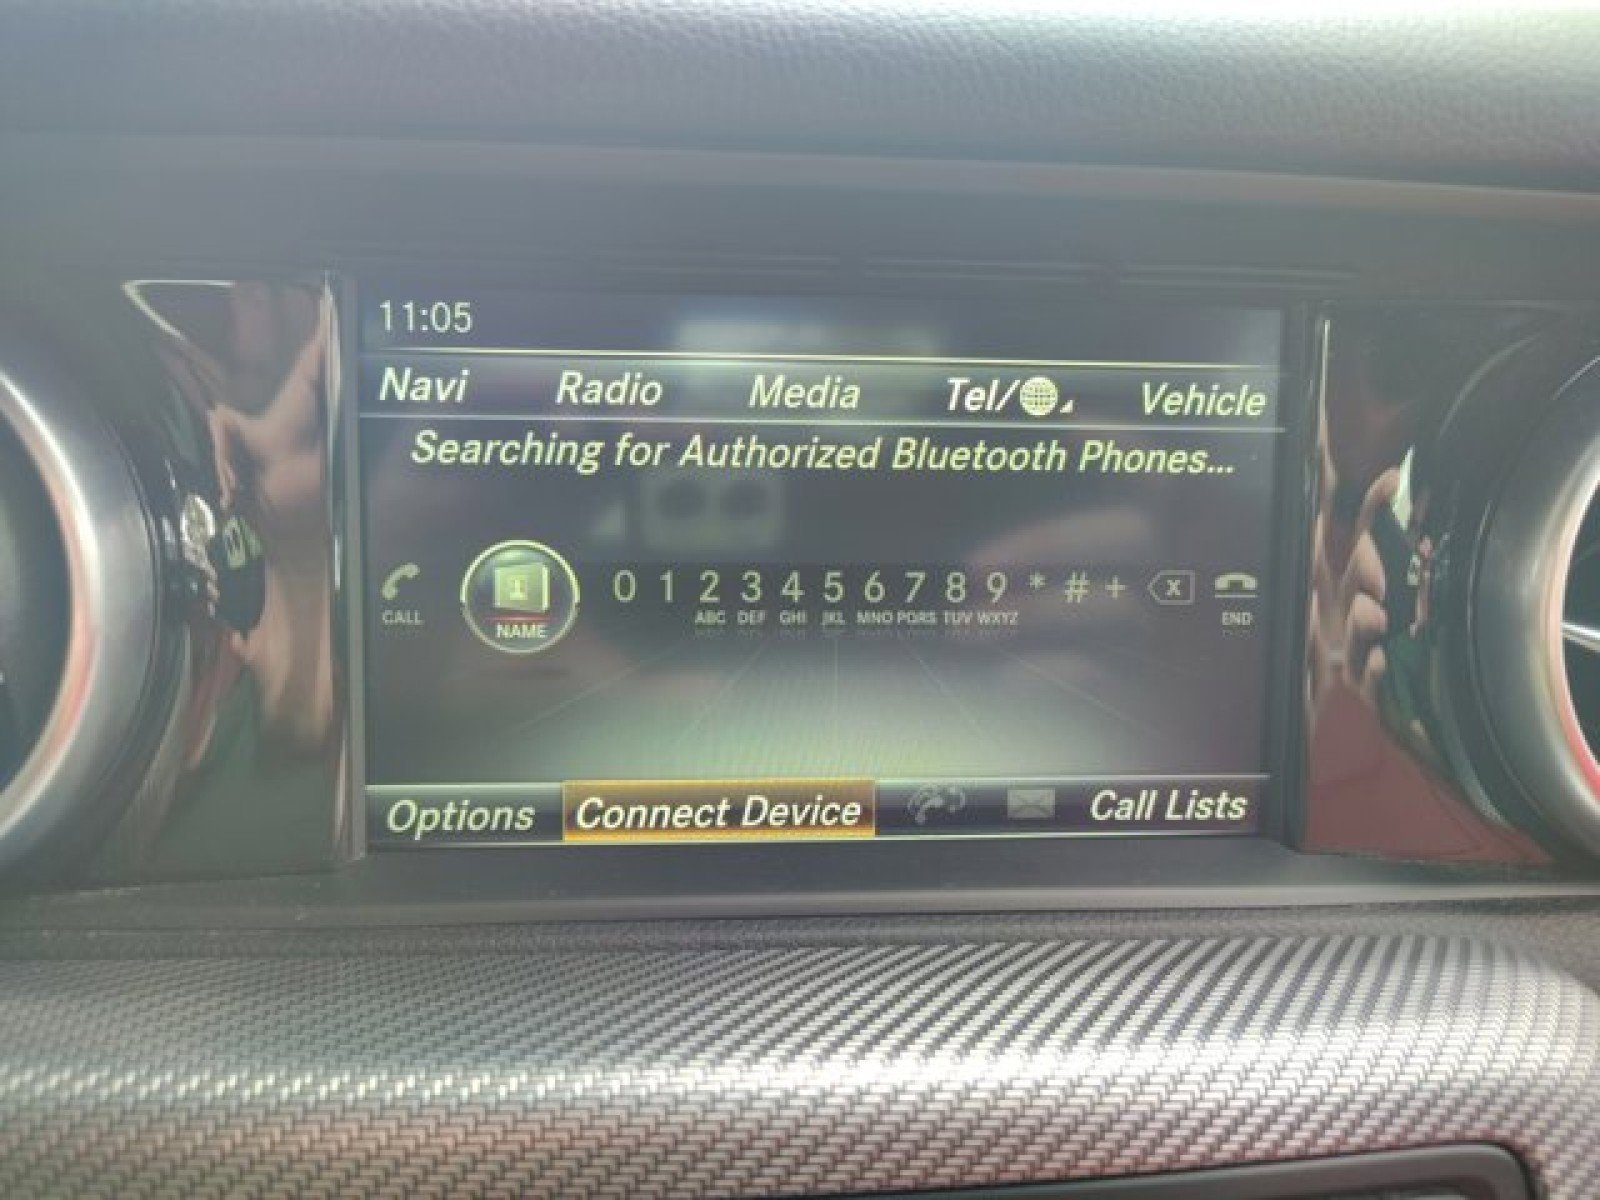 11:05
Navi Radio Media Tel/ Vehicle
Searching for Authorized Bluetooth Phones...
0 1 2 3 4 5 6 7 8 9 * # +
CALL NAME ABC DEF GHI JKL MNO PQRS TUV WXYZ END
Options Connect Device Call Lists